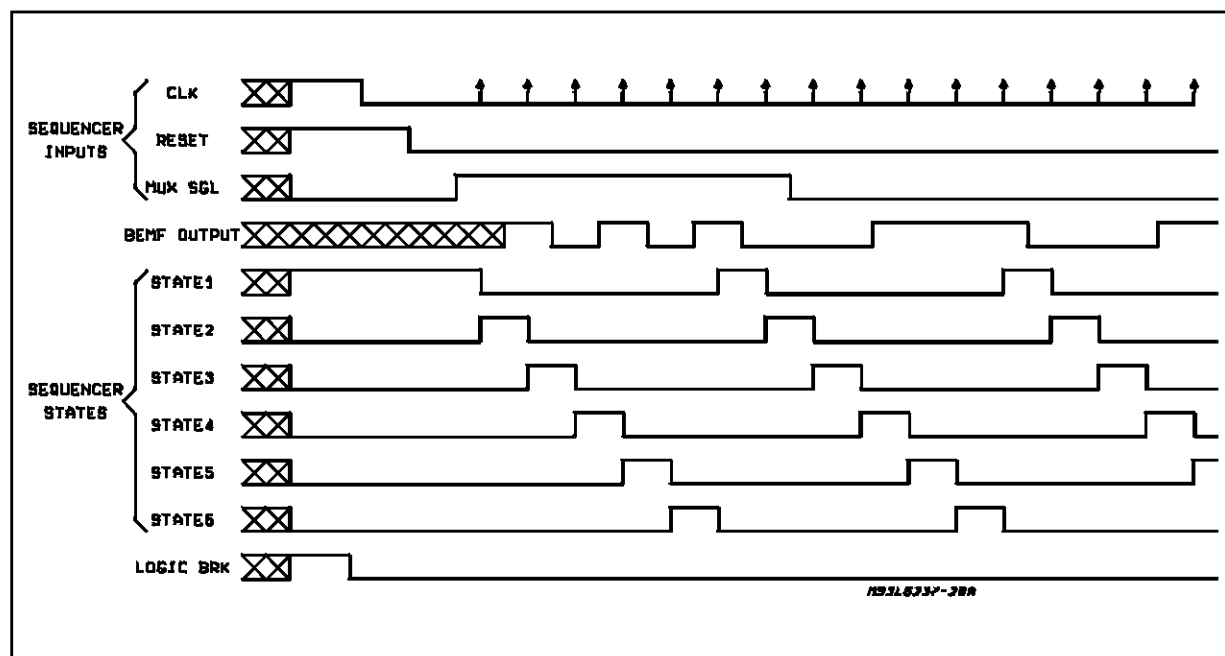 CLK
RESET
SEQUENCER
INPUTS
MUX SGL
BEMF OUTPUT
STATE1
STATE2
STATE3
SEQUENCER
STATES
STATE4
STATE5
STATE6
LOGIC BRK